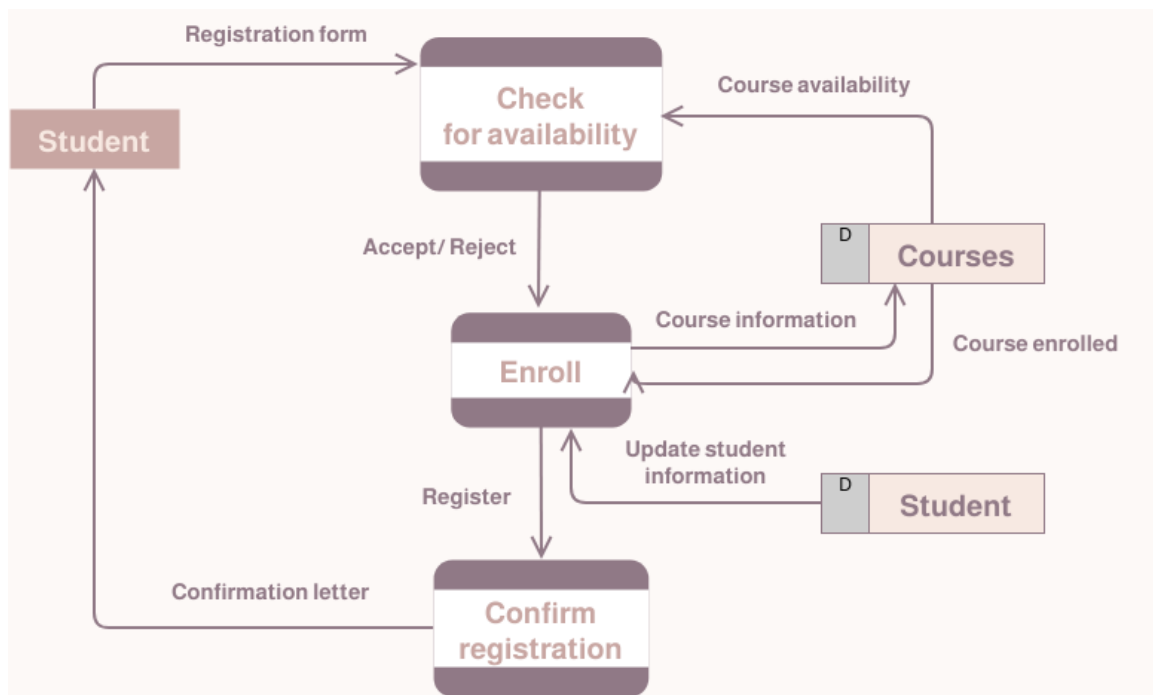 Registration form
Check
for availability
Course availability
Student
Accept/ Reject
D
Courses
Course information
Course enrolled
Enroll
Update student
information
D
Student
Register
Confirmation letter
Confirm
registration